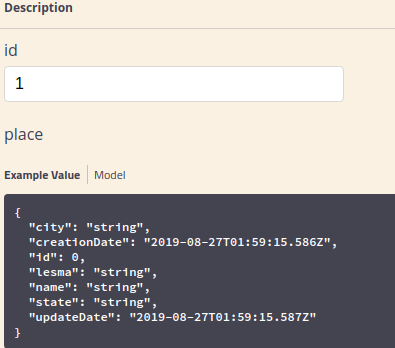 Description
id
1
place
Example Value Model
{
"city": "string",
"creationDate": "2019-08-27T01:59:15.586Z",
"id": 0,
"lesma": "string",
"name": "string",
"state": "string",
"updateDate": "2019-08-27T01:59:15.587Z"
}